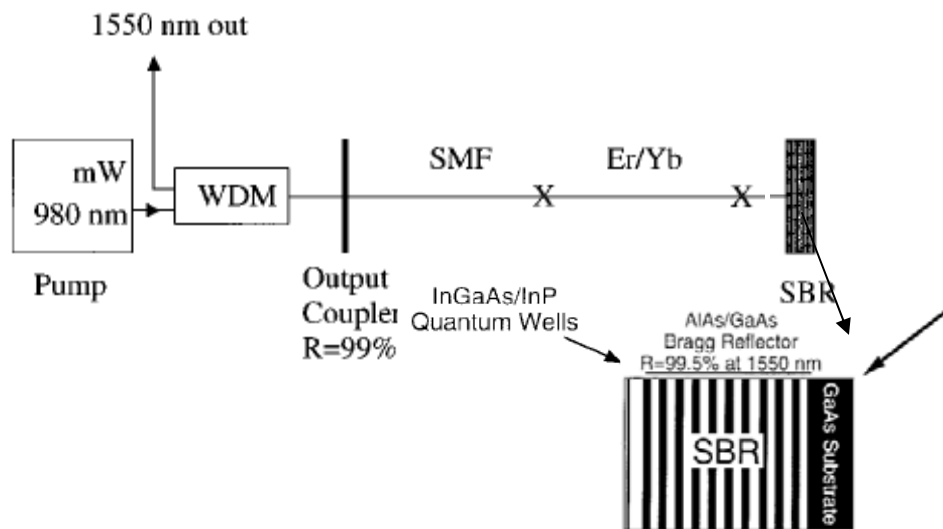 1550 nm out
mW
980 nm
Pump
WDM
Output
Coupler
R=99%
SMF
X
Er/Yb
X
SBR
InGaAs/InP
Quantum Wells
AlAs/GaAs
Bragg Reflector
R=99.5% at 1550 nm
SBR
GaAs Substrate